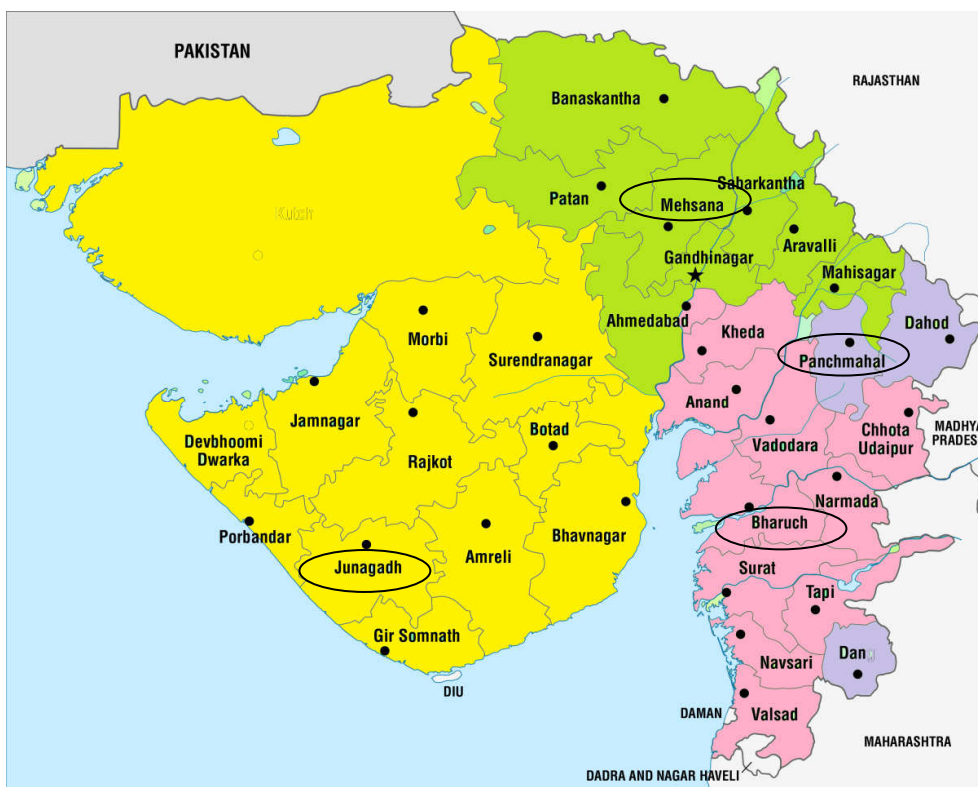 PAKISTAN
RAJASTHAN
Banaskantha
Patan
Sabarkantha
Mehsana
Kutch
Aravalli
Gandhinagar
Mahisagar
Ahmedabad
Kheda
Dahod
Morbi
Surendranagar
Panchmahal
Anand
Jamnagar
Botad
Devbhoomi
Dwarka
Rajkot
Vadodara
Chhota
Udaipur
MADHYA
PRADES
Narmada
Porbandar
Bhavnagar
Bharuch
Amreli
Junagadh
Surat
Tapi
Gir Somnath
Navsari
Dang
DIU
DAMAN
Valsad
MAHARASHTRA
DADRA AND NAGAR HAVELI